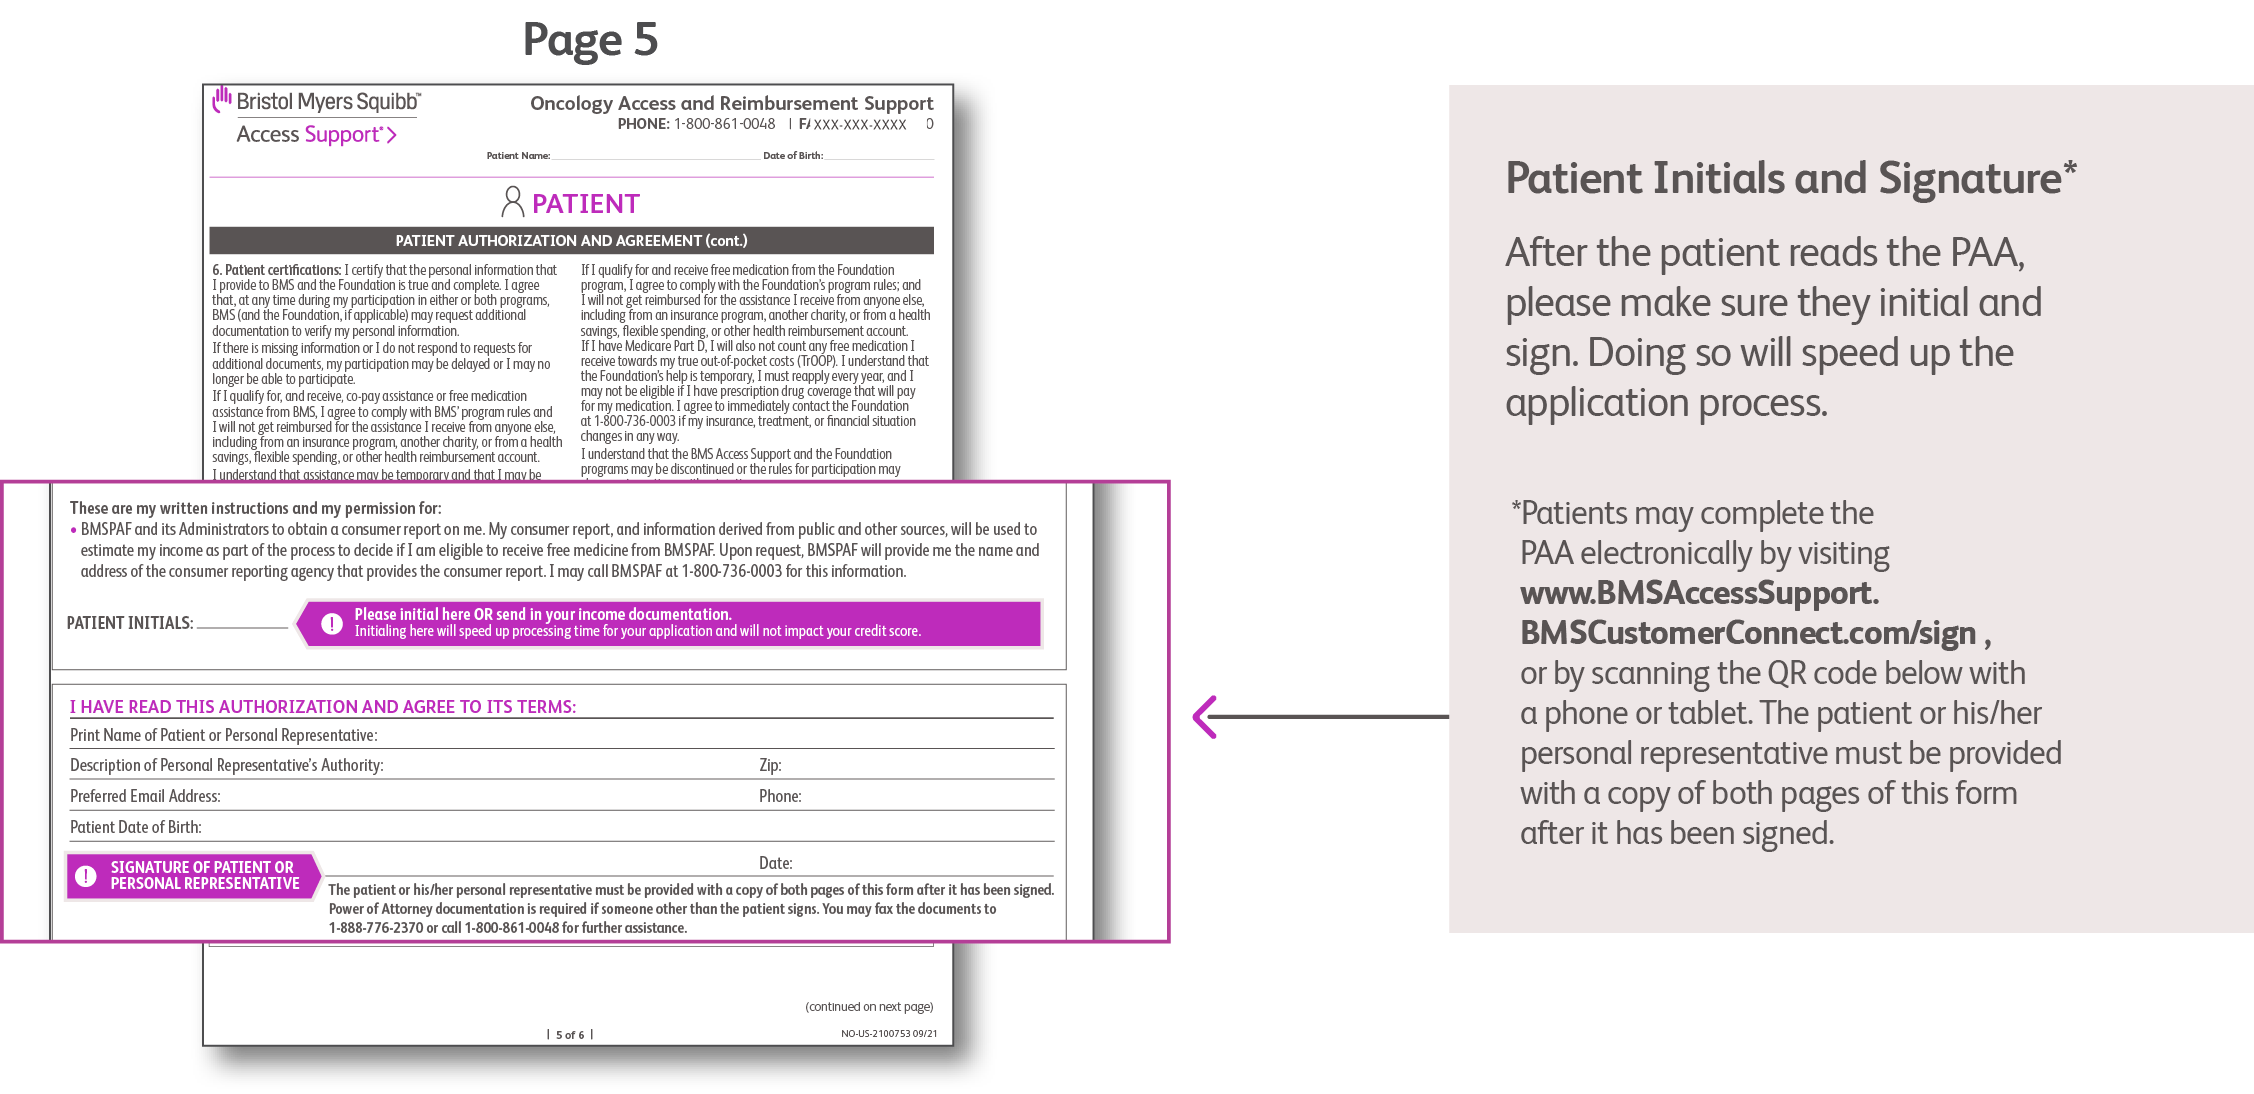 Page 5
Bristol Myers Squibb™
Access Support®
Oncology Access and Reimbursement Support
PHONE: 1-800-861-0048 | FA XXX-XXX-XXXX 0
Patient Name: Date of Birth:
PATIENT
PATIENT AUTHORIZATION AND AGREEMENT (cont.)
6. Patient certifications: I certify that the personal information that
I provide to BMS and the Foundation is true and complete. I agree
that, at any time during my participation in either or both programs,
BMS (and the Foundation, if applicable) may request additional
documentation to verify my personal information.
If there is missing information or I do not respond to requests for
additional documents, my participation may be delayed or I may no
longer be able to participate.
If I qualify for, and receive, co-pay assistance or free medication
assistance from BMS, I agree to comply with BMS' program rules and
I will not get reimbursed for the assistance I receive from anyone else,
including from an insurance program, another charity, or from a health
savings, flexible spending, or other health reimbursement account.
I understand that assistance may be temporary and that I may be
If I qualify for and receive free medication from the Foundation
program, I agree to comply with the Foundation's program rules; and
I will not get reimbursed for the assistance I receive from anyone else,
including from an insurance program, another charity, or from a health
savings, flexible spending, or other health reimbursement account.
If I have Medicare Part D, I will also not count any free medication I
receive towards my true out-of-pocket costs (TrOOP). I understand that
the Foundation's help is temporary, I must reapply every year, and I
may not be eligible if I have prescription drug coverage that will pay
for my medication. I agree to immediately contact the Foundation
at 1-800-736-0003 if my insurance, treatment, or financial situation
changes in any way.
I understand that the BMS Access Support and the Foundation
programs may be discontinued or the rules for participation may
These are my written instructions and my permission for:
• BMSPAF and its Administrators to obtain a consumer report on me. My consumer report, and information derived from public and other sources, will be used to
estimate my income as part of the process to decide if I am eligible to receive free medicine from BMSPAF. Upon request, BMSPAF will provide me the name and
address of the consumer reporting agency that provides the consumer report. I may call BMSPAF at 1-800-736-0003 for this information.
PATIENT INITIALS:
! Please initial here OR send in your income documentation.
Initialing here will speed up processing time for your application and will not impact your credit score.
I HAVE READ THIS AUTHORIZATION AND AGREE TO ITS TERMS:
Print Name of Patient or Personal Representative:
Description of Personal Representative's Authority: Zip:
Preferred Email Address: Phone:
Patient Date of Birth:
! SIGNATURE OF PATIENT OR
PERSONAL REPRESENTATIVE
Date:
The patient or his/her personal representative must be provided with a copy of both pages of this form after it has been signed.
Power of Attorney documentation is required if someone other than the patient signs. You may fax the documents to
1-888-776-2370 or call 1-800-861-0048 for further assistance.
(continued on next page)
| 5 of 6 |
NO-US-2100753 09/21
Patient Initials and Signature*
After the patient reads the PAA,
please make sure they initial and
sign. Doing so will speed up the
application process.
*Patients may complete the
PAA electronically by visiting
www.BMSAccessSupport.
BMSCustomerConnect.com/sign ,
or by scanning the QR code below with
a phone or tablet. The patient or his/her
personal representative must be provided
with a copy of both pages of this form
after it has been signed.